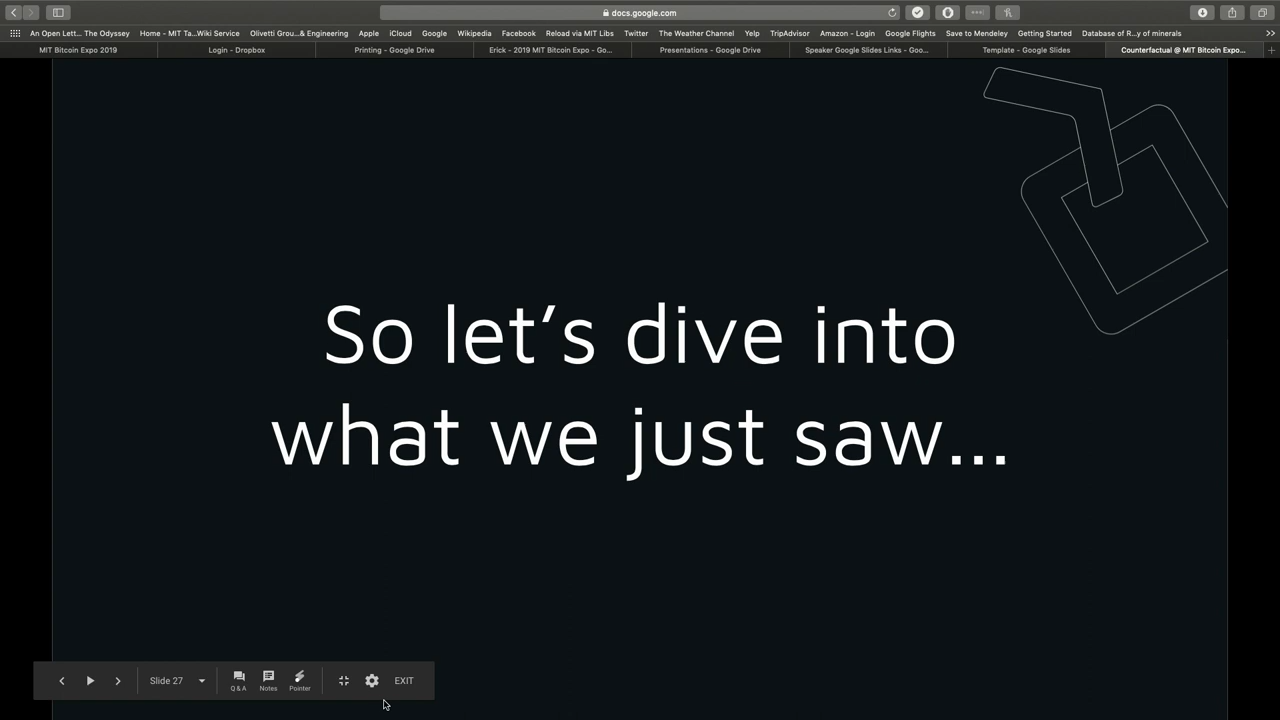 docs.google.com
An Open Lett... The Odyssey Home - MIT Ta...Wiki Service Olivetti Grou...& Engineering Apple iCloud Google Wikipedia Facebook Reload via MIT Libs Twitter The Weather Channel Yelp TripAdvisor Amazon - Login Google Flights Save to Mendeley Getting Started Database of R...y of minerals
MIT Bitcoin Expo 2019 Login - Dropbox Printing - Google Drive Erick - 2019 MIT Bitcoin Expo - Go... Presentations - Google Drive Speaker Google Slides Links - Goo... Template - Google Slides Counterfactual @ MIT Bitcoin Expo...
So let's dive into
what we just saw...
Slide 27 Q&A Notes Pointer EXIT